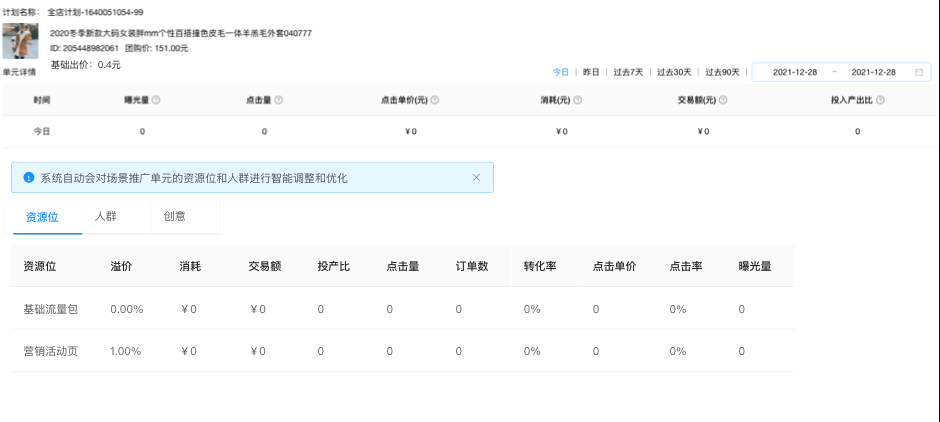 计划名称： 全店计划-1640051054-99
2020冬季新款大码女装胖mm个性百搭撞色皮毛一体羊羔毛外套040777
ID: 205448982061 团购价: 151.00元
基础出价：0.4元
单元详情 今日 | 昨日 | 过去7天 | 过去30天 | 过去90天 | 2021-12-28 ~ 2021-12-28
时间 曝光量 点击量 点击单价(元) 消耗(元) 交易额(元) 投入产出比
今日 0 0 ¥0 ¥0 ¥0 0
系统自动会对场景推广单元的资源位和人群进行智能调整和优化
资源位 人群 创意
资源位 溢价 消耗 交易额 投产比 点击量 订单数 转化率 点击单价 点击率 曝光量
基础流量包 0.00% ¥0 ¥0 0 0 0 0% 0 0% 0
营销活动页 1.00% ¥0 ¥0 0 0 0 0% 0 0% 0